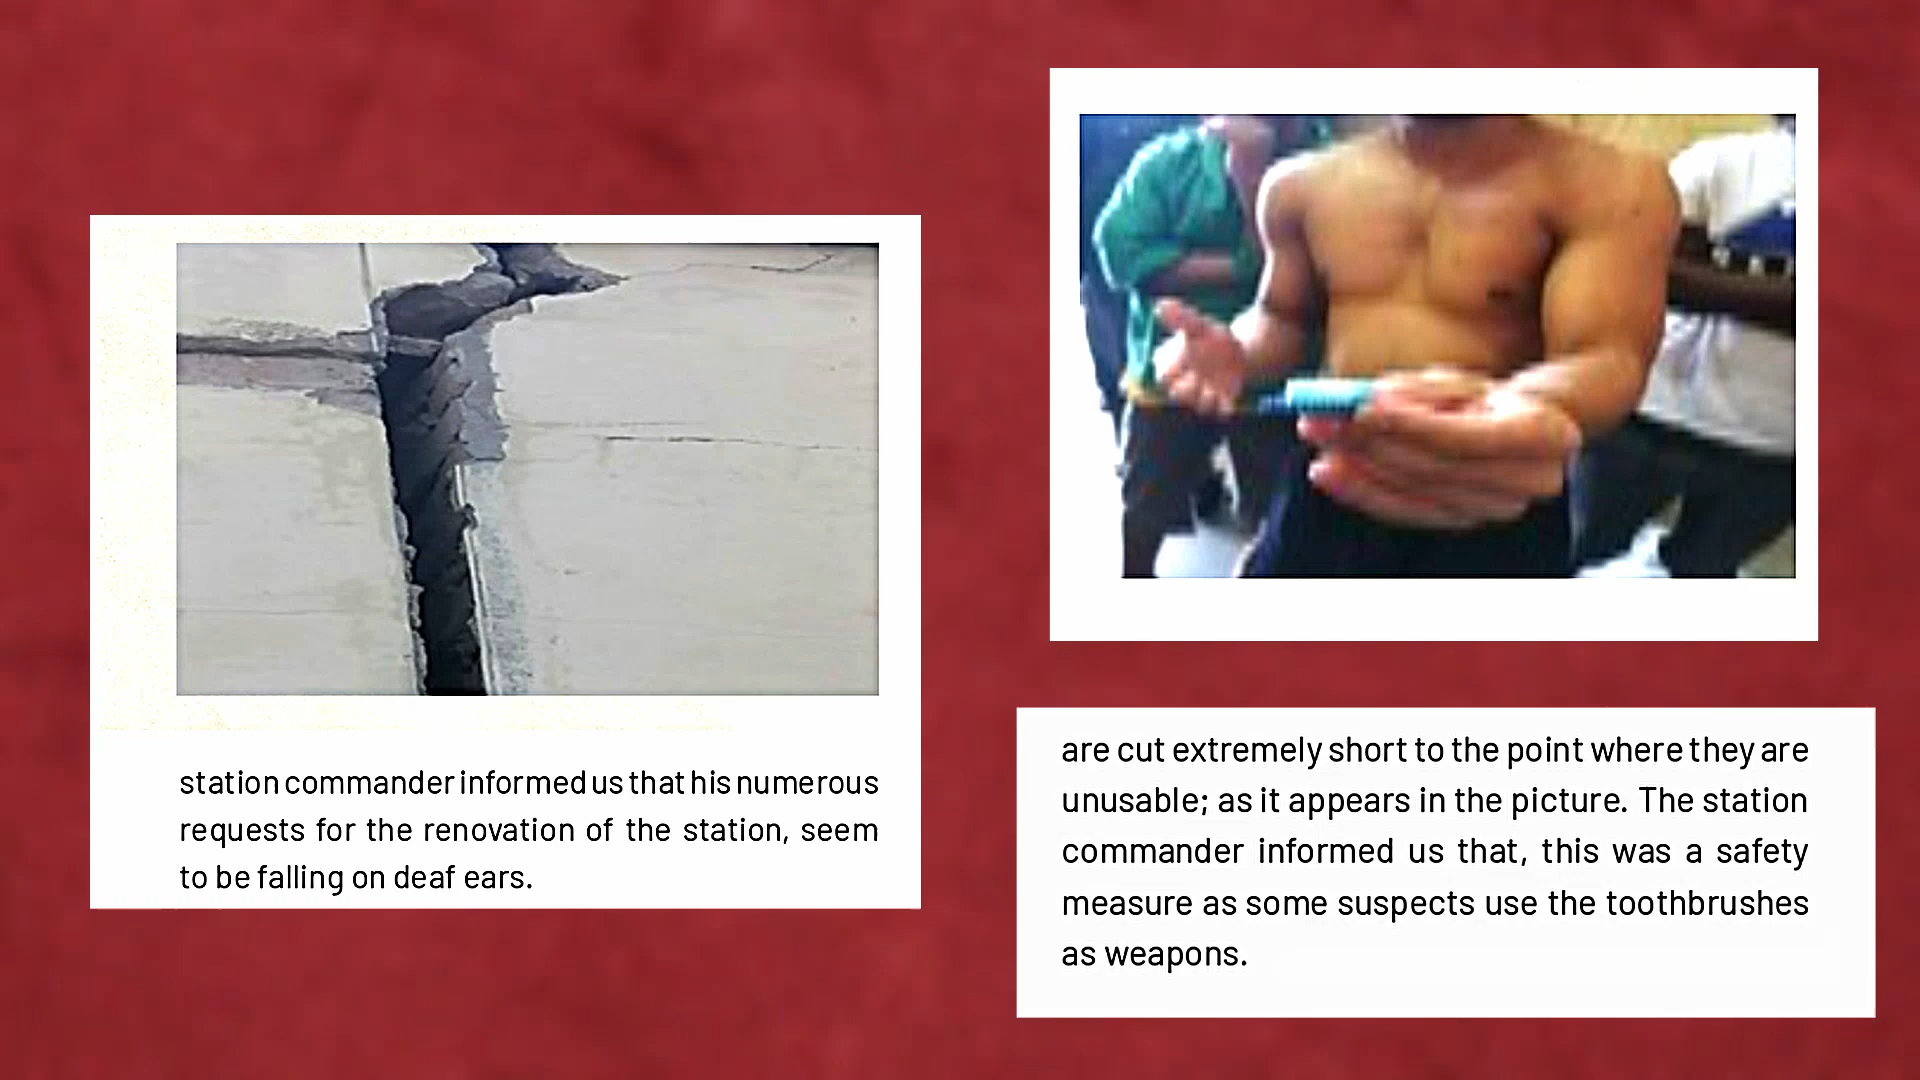 station commander informed us that his numerous
requests for the renovation of the station, seem
to be falling on deaf ears.
are cut extremely short to the point where they are
unusable; as it appears in the picture. The station
commander informed us that, this was a safety
measure as some suspects use the toothbrushes
as weapons.